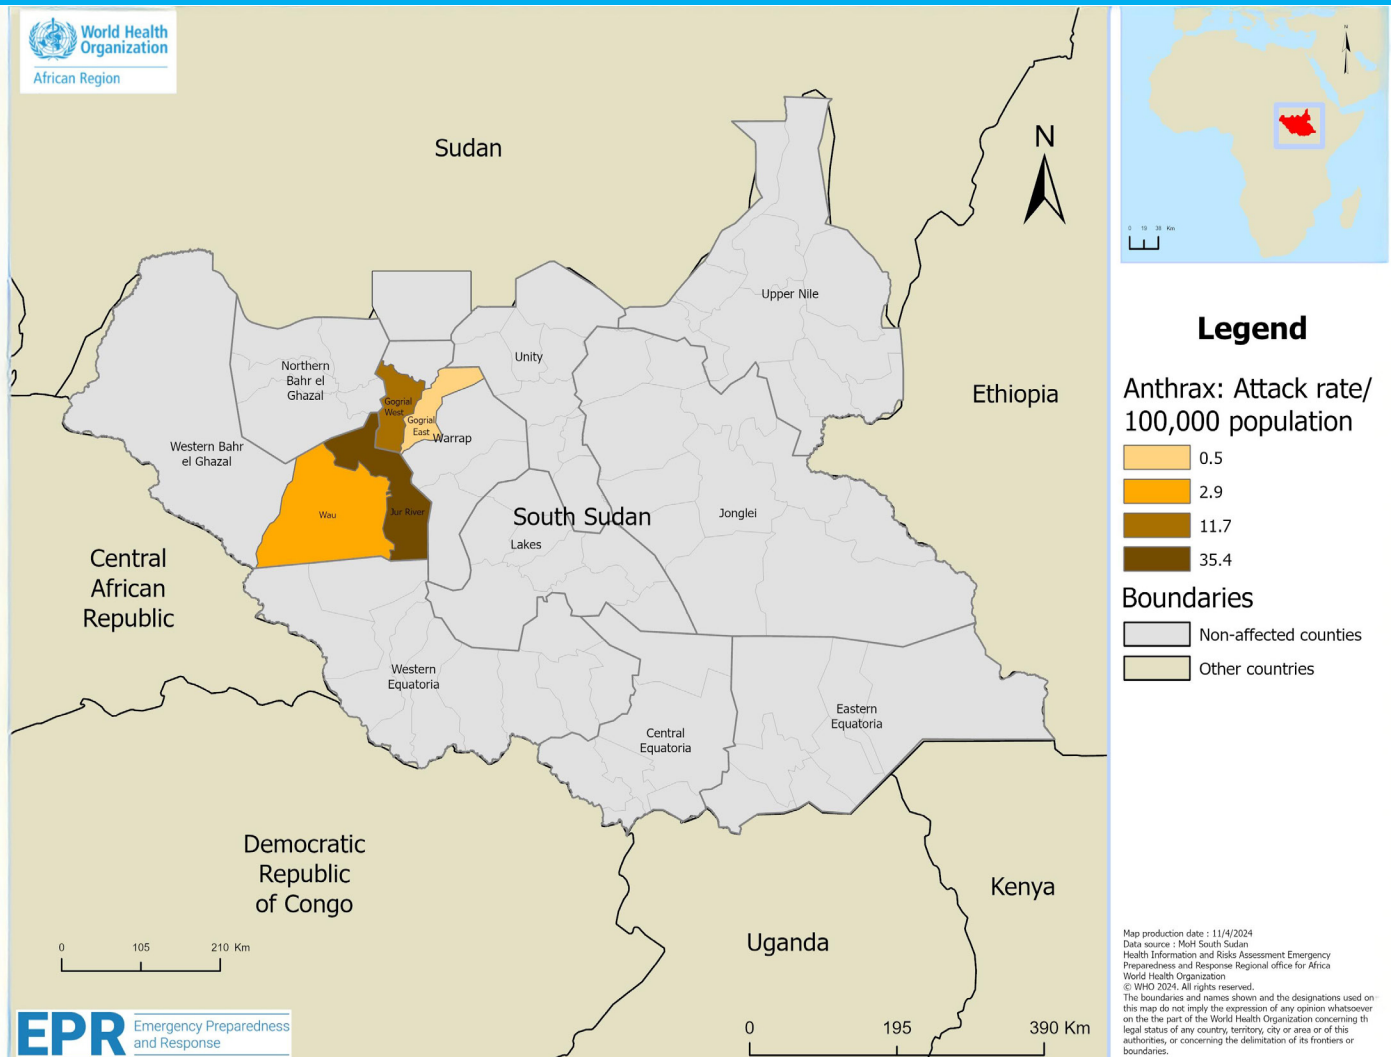 World Health
Organization
African Region
Sudan
N
Upper Nile
Unity
Northern
Bahr el
Ghazal
Ethiopia
Gogrial
West
Gogrial
East
Warrap
Western Bahr
el Ghazal
Wau
Jur River
South Sudan
Jonglei
Lakes
Central
African
Republic
Western
Equatoria
Eastern
Equatoria
Central
Equatoria
Democratic
Republic
of Congo
Kenya
Uganda
0 105 210 Km
EPR
Emergency Preparedness
and Response
0 195 390 Km
N
0 19 38 Km
Legend
Anthrax: Attack rate/
100,000 population
0.5
2.9
11.7
35.4
Boundaries
Non-affected counties
Other countries
Map production date : 11/4/2024
Data source : MoH South Sudan
Health Information and Risks Assessment Emergency
Preparedness and Response Regional office for Africa
World Health Organization
© WHO 2024. All rights reserved.
The boundaries and names shown and the designations used on
this map do not imply the expression of any opinion whatsoever
on the the part of the World Health Organization concerning th
legal status of any country, territory, city or area or of this
authorities, or concerning the delimitation of its frontiers or
boundaries.